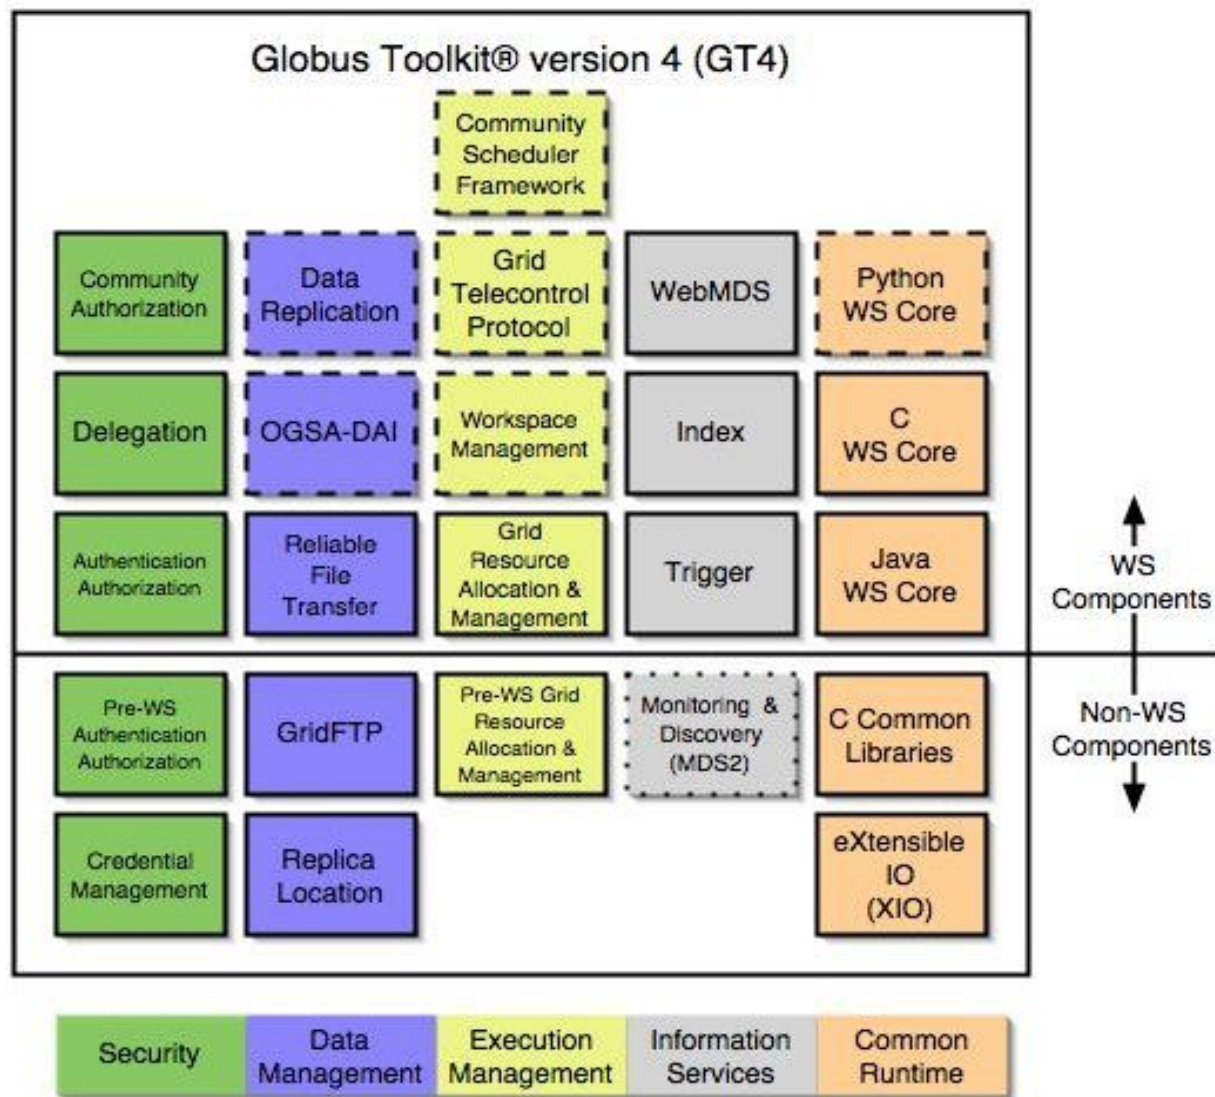 Globus Toolkit® version 4 (GT4)
Community
Scheduler
Framework
Community
Authorization
Data
Replication
Grid
Telecontrol
Protocol
WebMDS
Python
WS Core
Delegation
OGSA-DAI
Workspace
Management
Index
C
WS Core
Authentication
Authorization
Reliable
File
Transfer
Grid
Resource
Allocation &
Management
Trigger
Java
WS Core
WS
Components
Pre-WS
Authentication
Authorization
GridFTP
Pre-WS Grid
Resource
Allocation &
Management
Monitoring &
Discovery
(MDS2)
C Common
Libraries
Non-WS
Components
Credential
Management
Replica
Location
eXtensible
IO
(XIO)
Security
Data
Management
Execution
Management
Information
Services
Common
Runtime